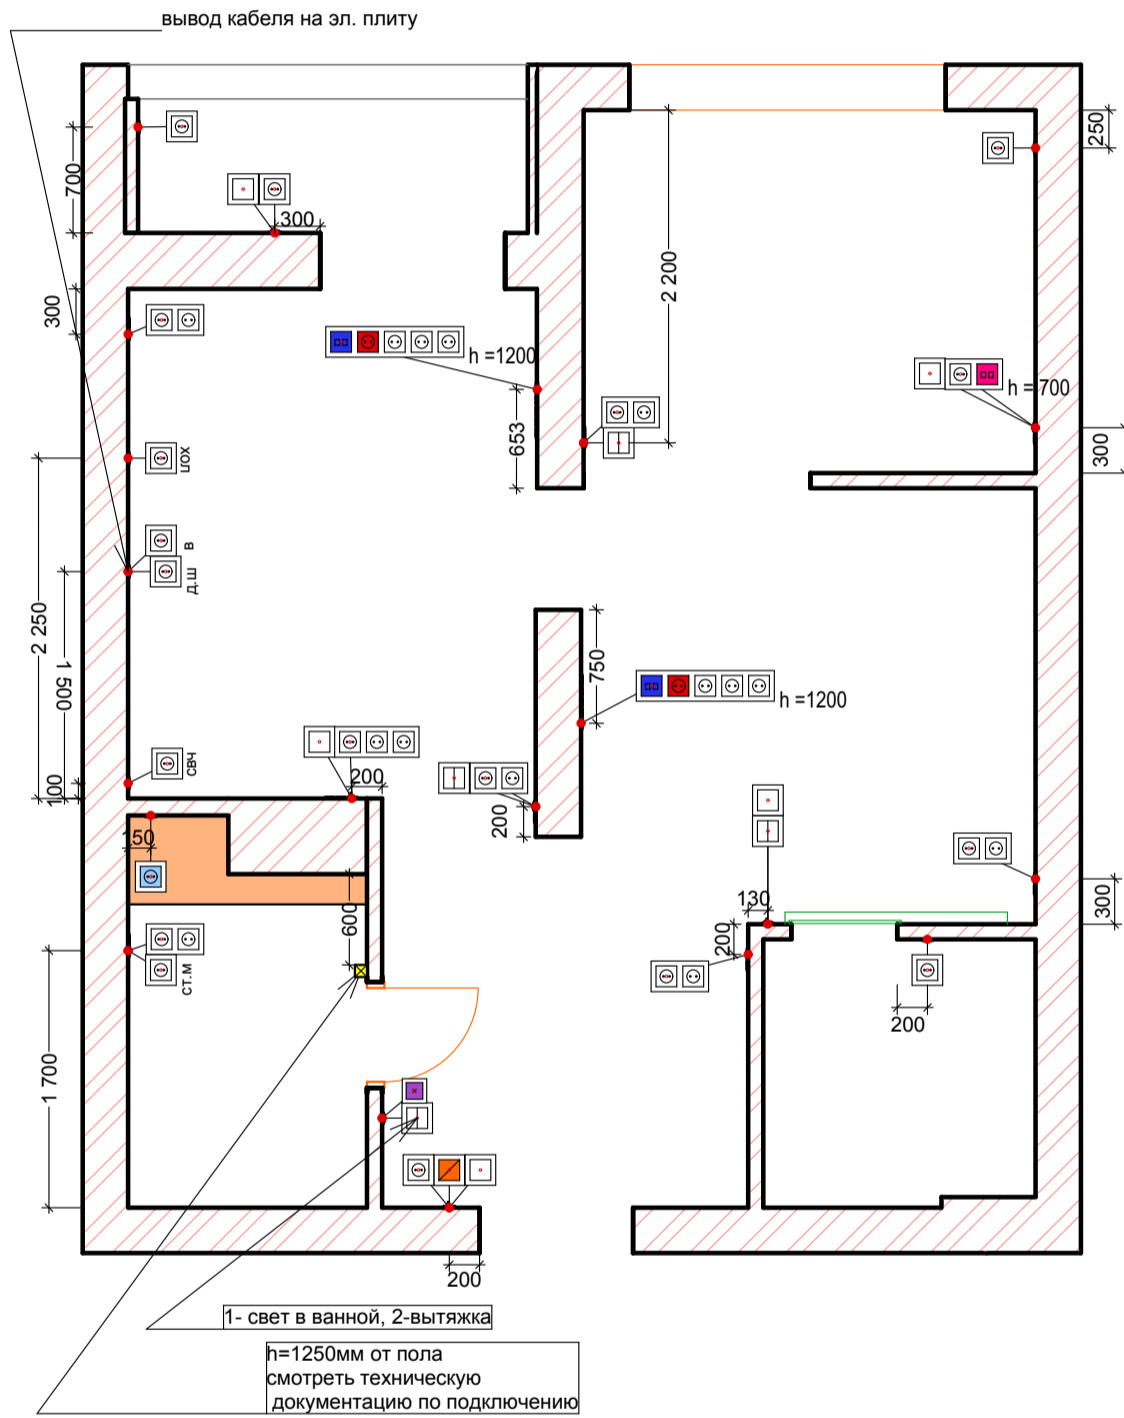 вывод кабеля на эл. плиту
250
700
300
2 200
300
h =1200
h = 700
653
300
хол
в
д.ш
2 250
1 500
750
h =1200
свч
100
200
200
150
130
300
600
200
ст.м
200
1 700
200
1- свет в ванной, 2-вытяжка
h=1250мм от пола
смотреть техническую
документацию по подключению